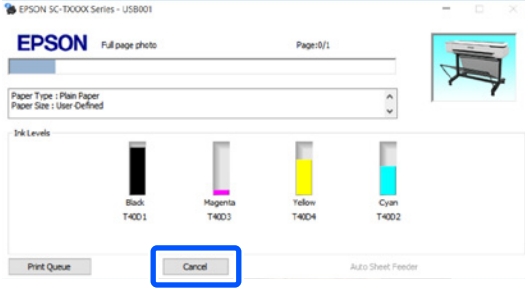 EPSON SC-TXXXX Series - USB001
EPSON Full page photo Page:0/1
Paper Type : Plain Paper
Paper Size : User-Defined
Ink Levels
Black Magenta Yellow Cyan
T40D1 T40D3 T40D4 T40D2
Print Queue Cancel Auto Sheet Feeder